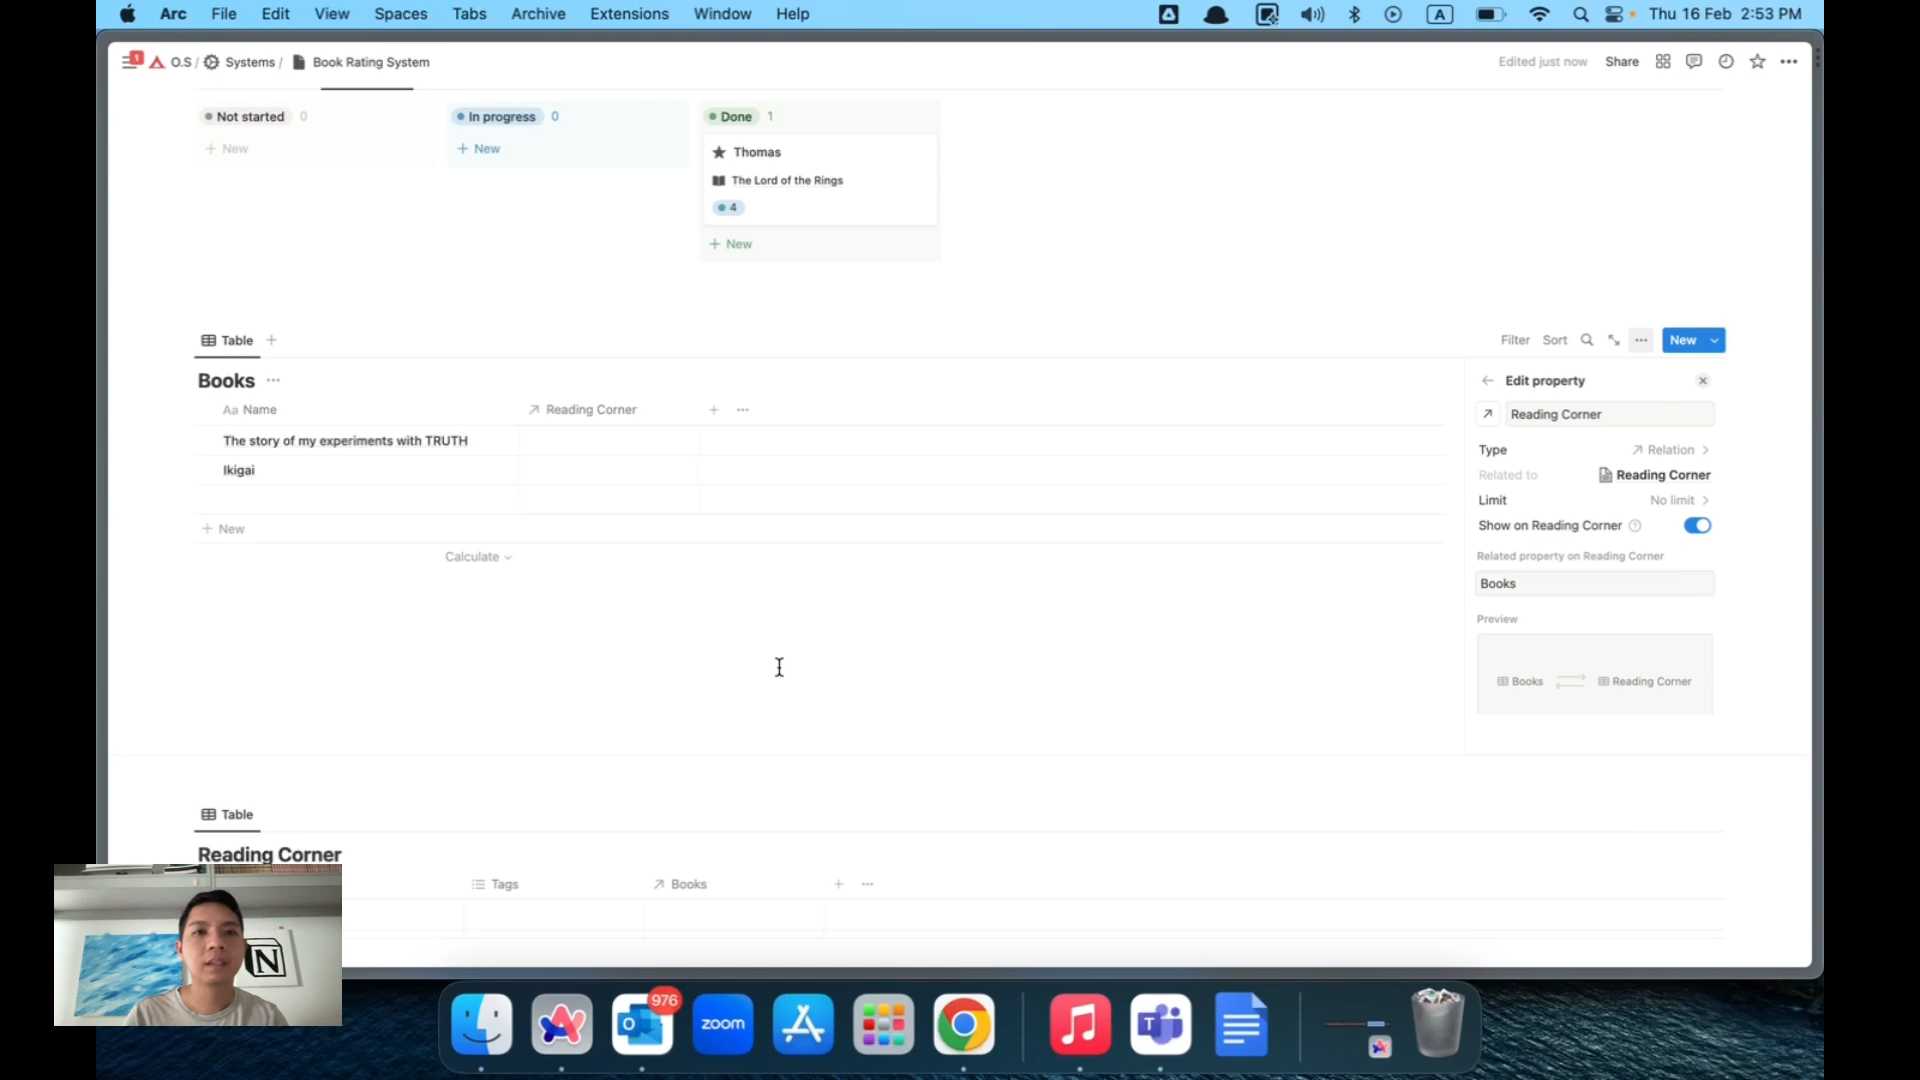 Arc File Edit View Spaces Tabs Archive Extensions Window Help A Thu 16 Feb 2:53 PM
1 O.S / Systems / Book Rating System Edited just now Share
Not started 0 In progress 0 Done 1
+ New + New Thomas
The Lord of the Rings
4
+ New
Table + Filter Sort New
Books Edit property
Aa Name Reading Corner + Reading Corner
The story of my experiments with TRUTH Type Relation
Ikigai Related to Reading Corner
Limit No limit
+ New Show on Reading Corner
Calculate Related property on Reading Corner
Books
Preview
Books Reading Corner
Table
Reading Corner
Tags Books +
N
976
zoom